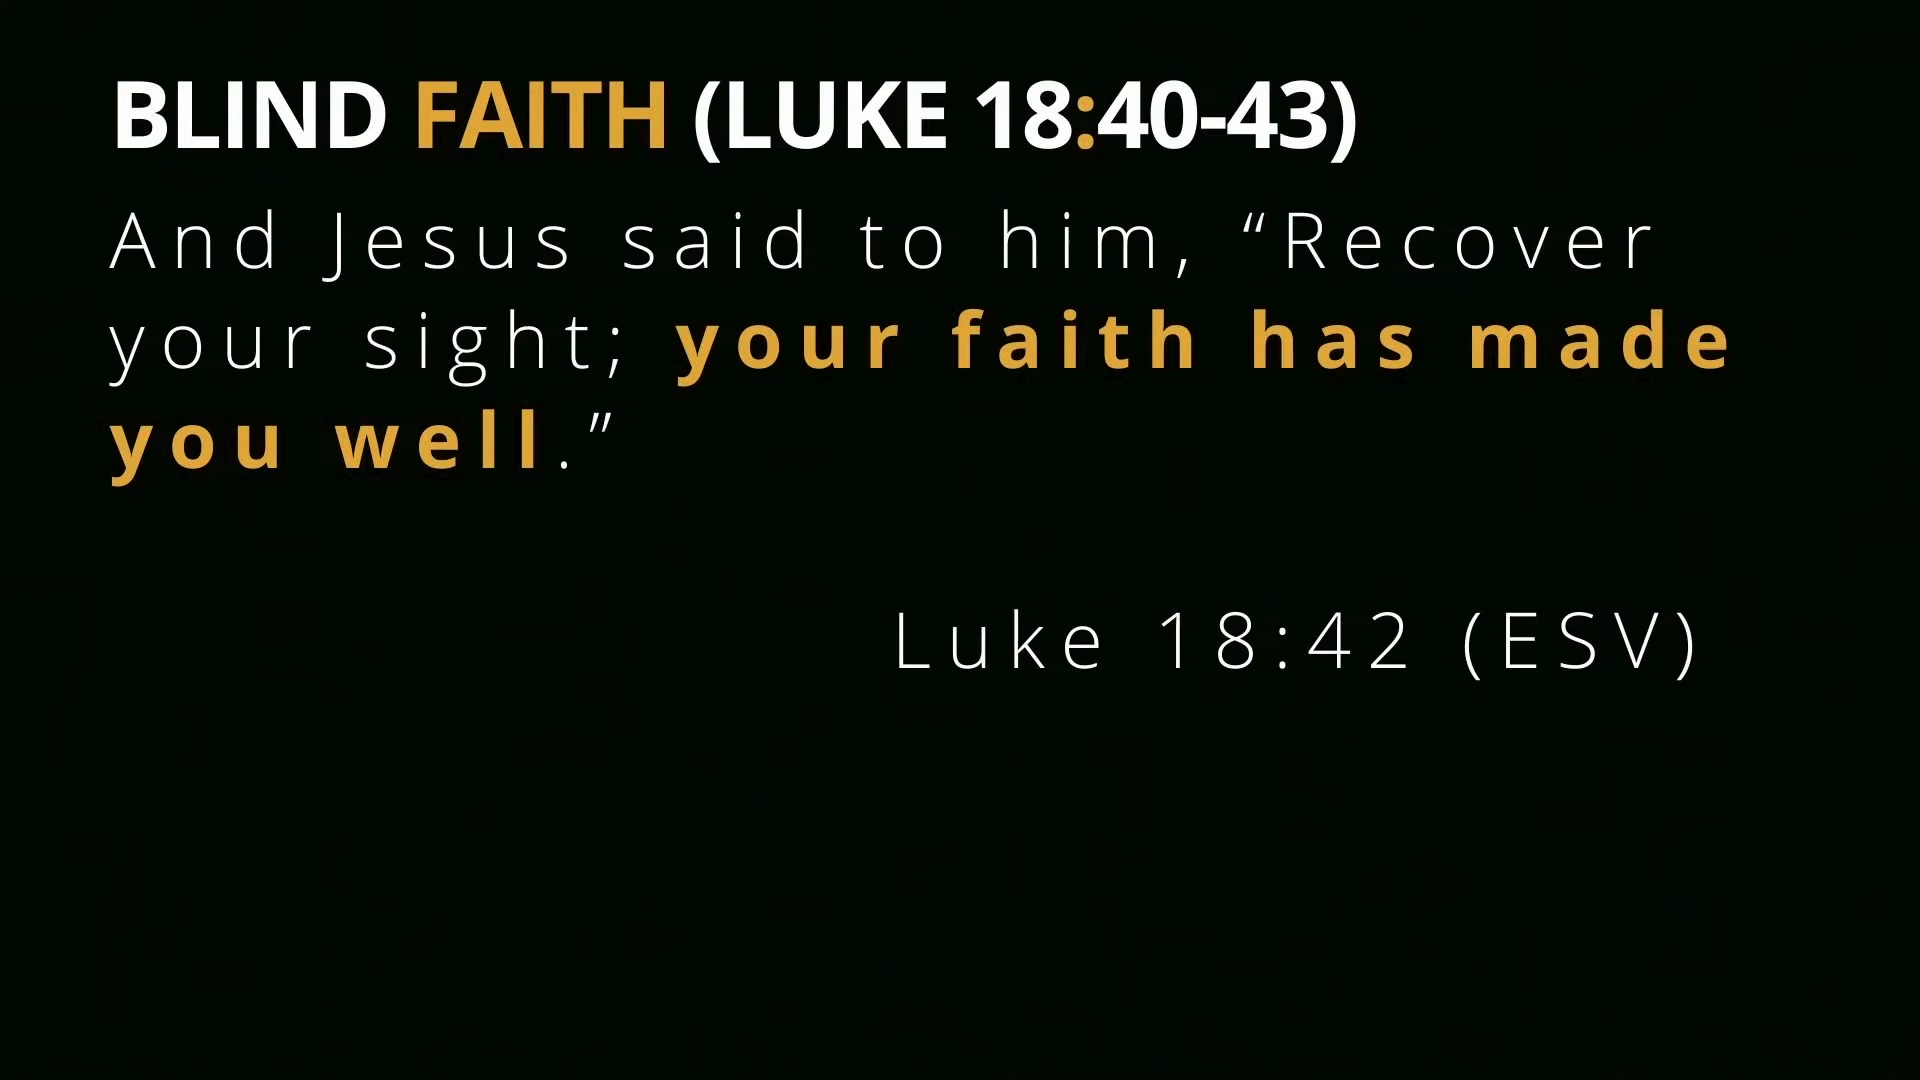 BLIND FAITH (LUKE 18:40-43)
And Jesus said to him, “Recover
your sight; your faith has made
you well.”
Luke 18:42 (ESV)